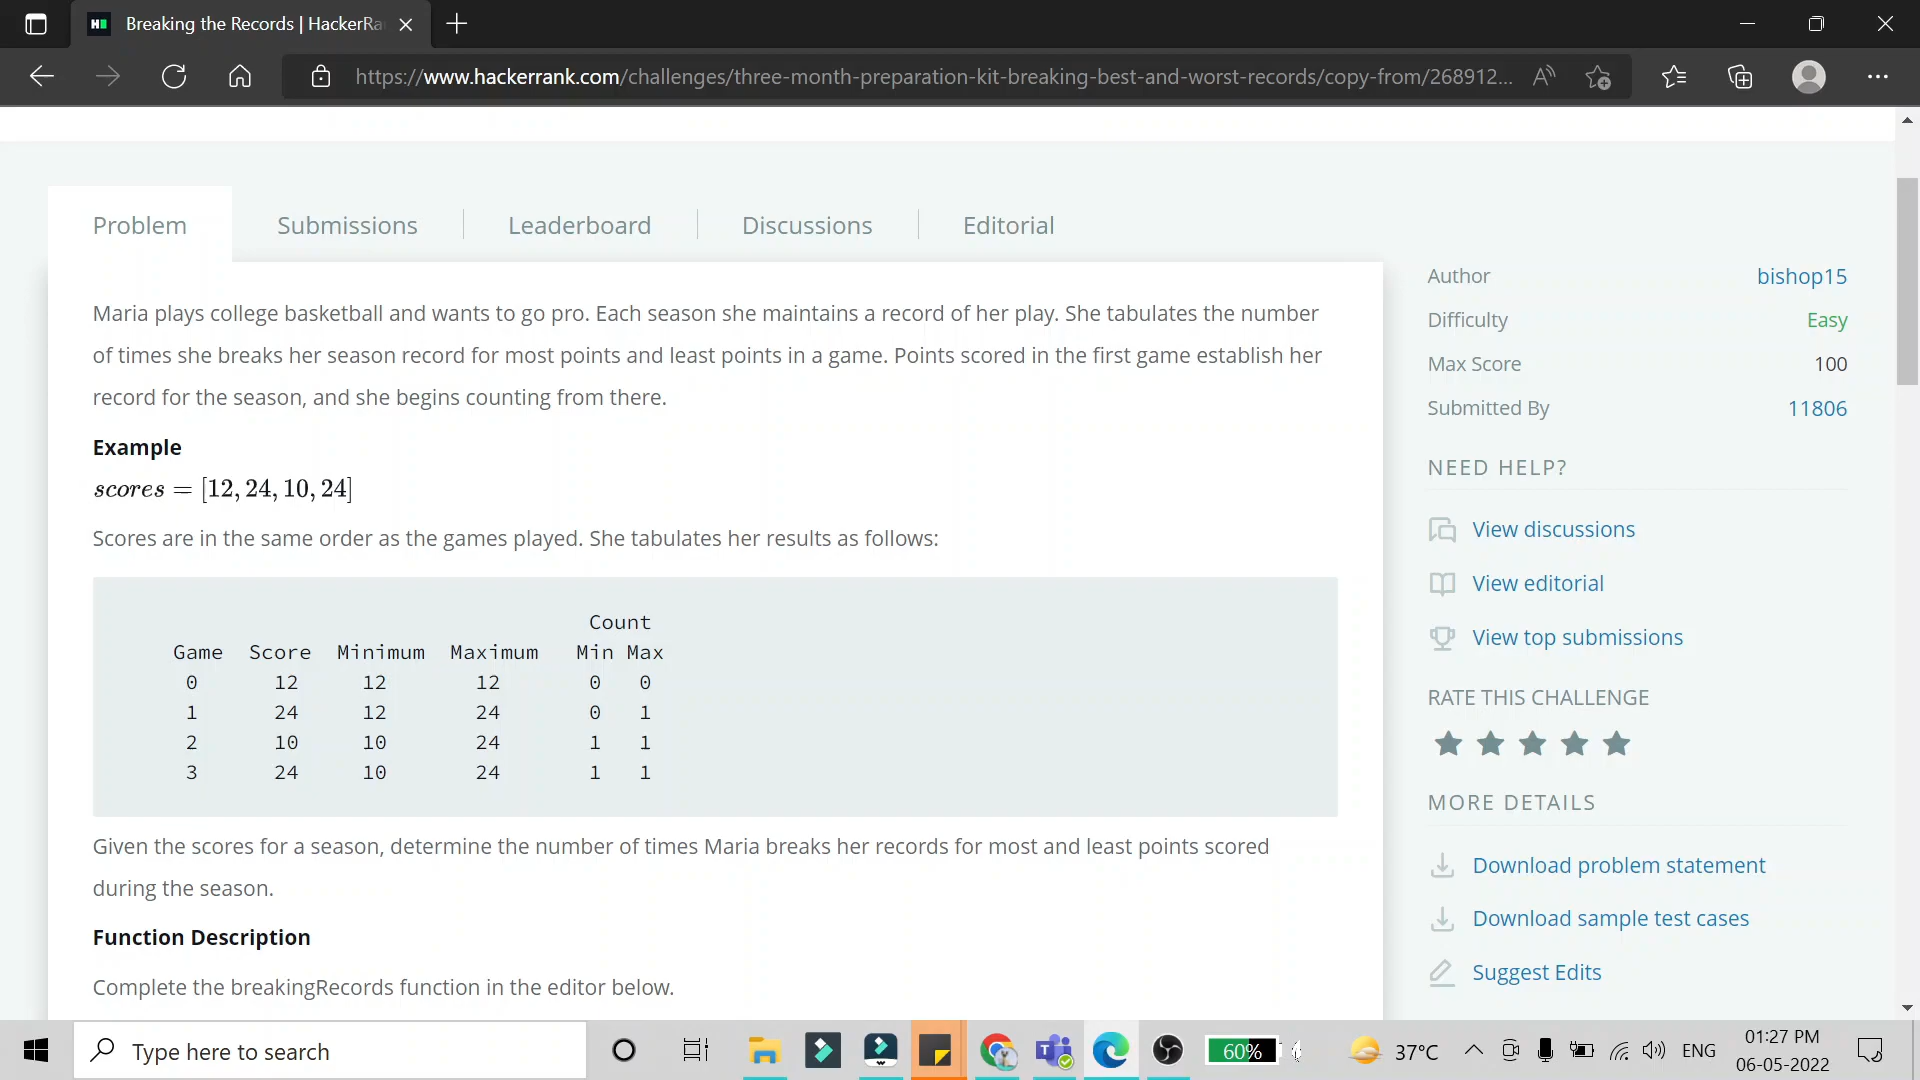 Breaking the Records | HackerRa
https://www.hackerrank.com/challenges/three-month-preparation-kit-breaking-best-and-worst-records/copy-from/268912...
Problem
Submissions
Leaderboard
Discussions
Editorial
Maria plays college basketball and wants to go pro. Each season she maintains a record of her play. She tabulates the number
of times she breaks her season record for most points and least points in a game. Points scored in the first game establish her
record for the season, and she begins counting from there.
Example
scores = [12, 24, 10, 24]
Scores are in the same order as the games played. She tabulates her results as follows:
Count
Game Score Minimum Maximum Min Max
0 12 12 12 0 0
1 24 12 24 0 1
2 10 10 24 1 1
3 24 10 24 1 1
Given the scores for a season, determine the number of times Maria breaks her records for most and least points scored
during the season.
Function Description
Complete the breakingRecords function in the editor below.
Author bishop15
Difficulty Easy
Max Score 100
Submitted By 11806
NEED HELP?
View discussions
View editorial
View top submissions
RATE THIS CHALLENGE
MORE DETAILS
Download problem statement
Download sample test cases
Suggest Edits
Type here to search
60%
37°C
ENG
01:27 PM
06-05-2022